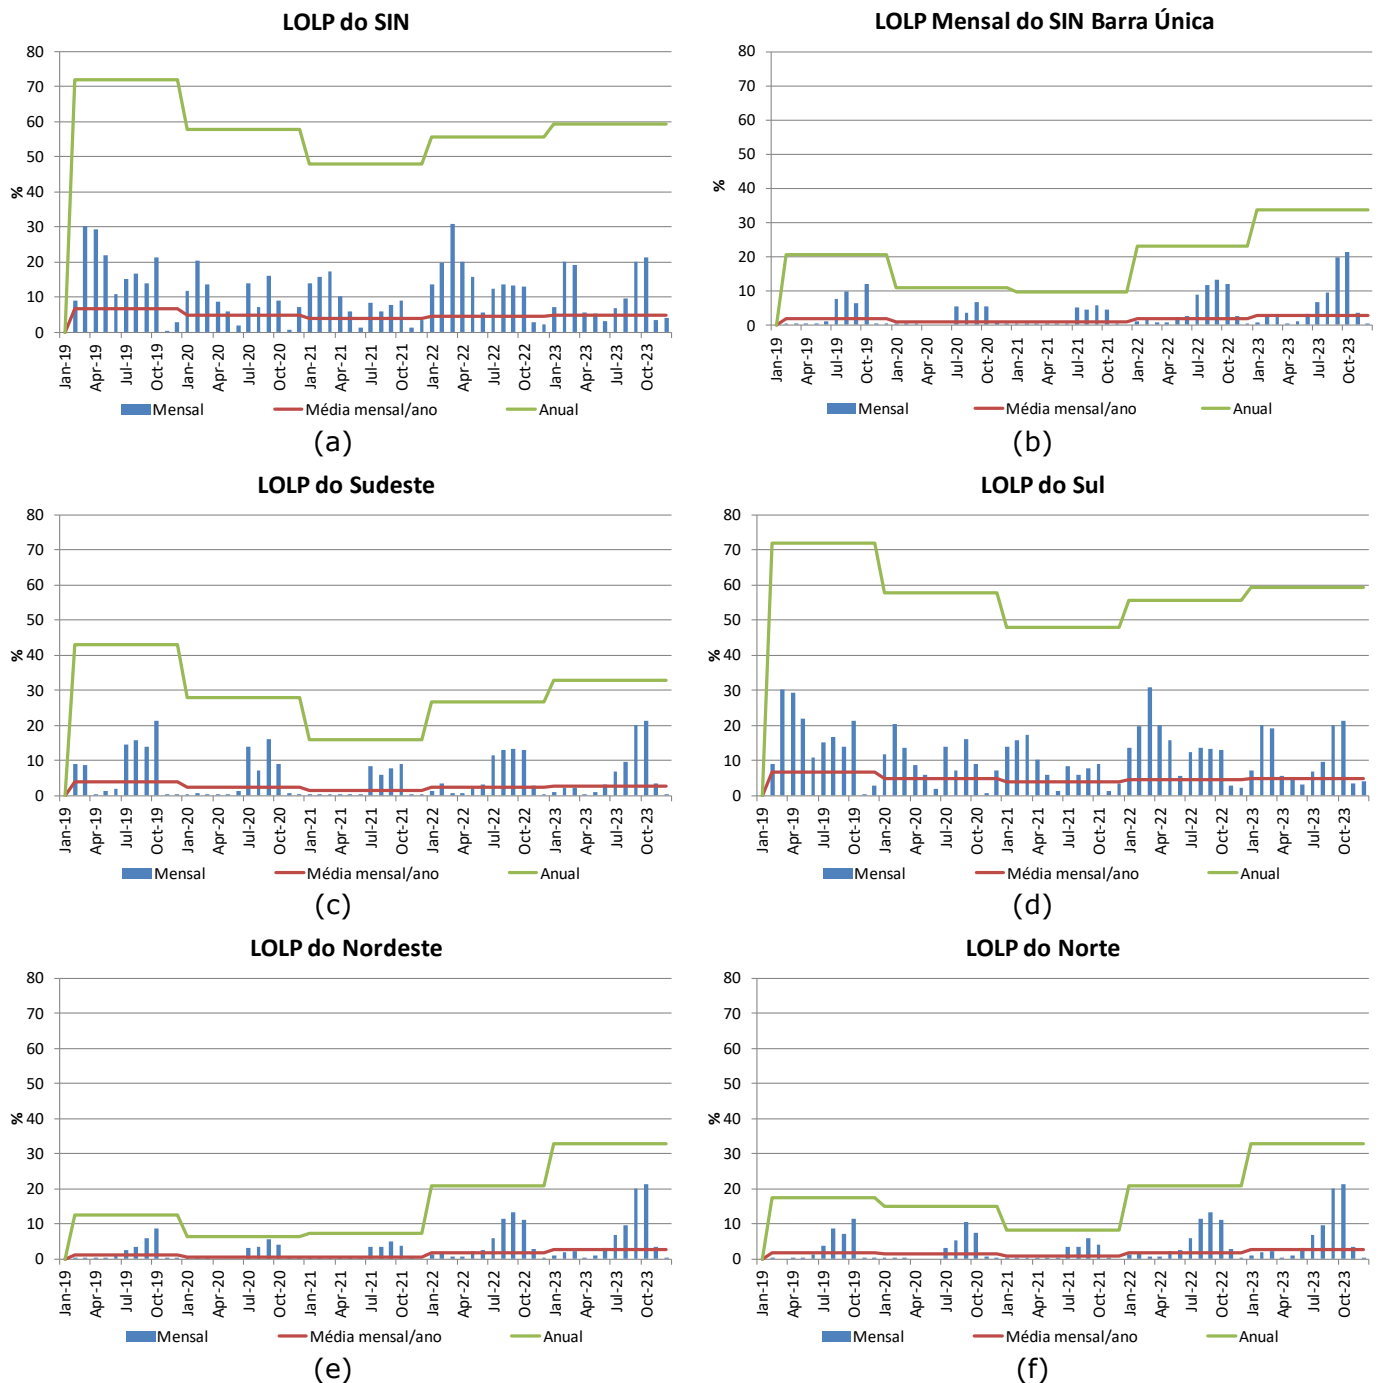 LOLP do SIN
80
70
60
50
40
30
20
10
0
%
Jan-19 Apr-19 Jul-19 Oct-19 Jan-20 Apr-20 Jul-20 Oct-20 Jan-21 Apr-21 Jul-21 Oct-21 Jan-22 Apr-22 Jul-22 Oct-22 Jan-23 Apr-23 Jul-23 Oct-23
Mensal Média mensal/ano Anual
(a)
LOLP Mensal do SIN Barra Única
80
70
60
50
40
30
20
10
0
%
Jan-19 Apr-19 Jul-19 Oct-19 Jan-20 Apr-20 Jul-20 Oct-20 Jan-21 Apr-21 Jul-21 Oct-21 Jan-22 Apr-22 Jul-22 Oct-22 Jan-23 Apr-23 Jul-23 Oct-23
Mensal Média mensal/ano Anual
(b)
LOLP do Sudeste
80
70
60
50
40
30
20
10
0
%
Jan-19 Apr-19 Jul-19 Oct-19 Jan-20 Apr-20 Jul-20 Oct-20 Jan-21 Apr-21 Jul-21 Oct-21 Jan-22 Apr-22 Jul-22 Oct-22 Jan-23 Apr-23 Jul-23 Oct-23
Mensal Média mensal/ano Anual
(c)
LOLP do Sul
80
70
60
50
40
30
20
10
0
%
Jan-19 Apr-19 Jul-19 Oct-19 Jan-20 Apr-20 Jul-20 Oct-20 Jan-21 Apr-21 Jul-21 Oct-21 Jan-22 Apr-22 Jul-22 Oct-22 Jan-23 Apr-23 Jul-23 Oct-23
Mensal Média mensal/ano Anual
(d)
LOLP do Nordeste
80
70
60
50
40
30
20
10
0
%
Jan-19 Apr-19 Jul-19 Oct-19 Jan-20 Apr-20 Jul-20 Oct-20 Jan-21 Apr-21 Jul-21 Oct-21 Jan-22 Apr-22 Jul-22 Oct-22 Jan-23 Apr-23 Jul-23 Oct-23
Mensal Média mensal/ano Anual
(e)
LOLP do Norte
80
70
60
50
40
30
20
10
0
%
Jan-19 Apr-19 Jul-19 Oct-19 Jan-20 Apr-20 Jul-20 Oct-20 Jan-21 Apr-21 Jul-21 Oct-21 Jan-22 Apr-22 Jul-22 Oct-22 Jan-23 Apr-23 Jul-23 Oct-23
Mensal Média mensal/ano Anual
(f)